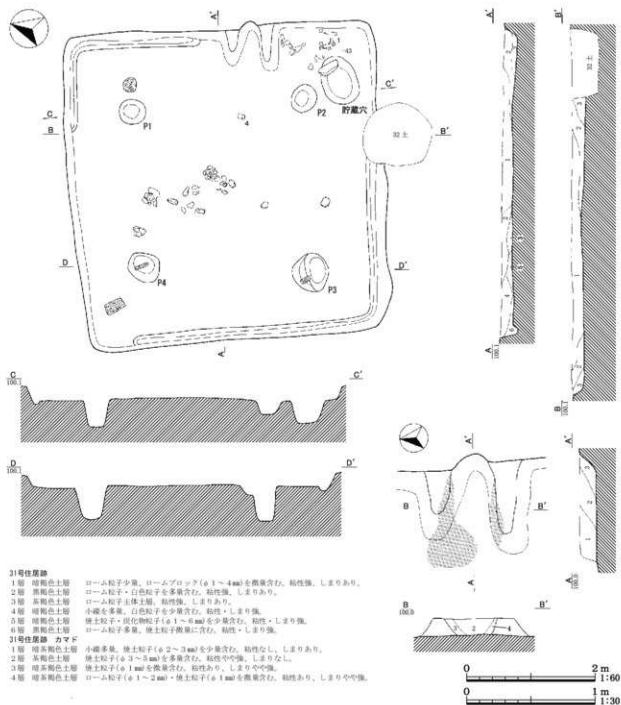 A'
A'
B'
43
C'
C'
P2
貯蔵穴
C
B
P1
4
32 土
B'
32 土
D
D'
P4
P3
A
A
100.1
B
100.1
C
100.1
C'
D
100.1
D'
A'
A'
B
B'
A
A
100.0
B
100.0
B'
31号住居跡
1層 暗褐色土層 ローム粒子少量、ロームブロック(φ1～4㎜)を微量含む。粘性強、しまりあり。
2層 黒褐色土層 ローム粒子・白色粒子を多量含む。粘性強、しまりあり。
3層 茶褐色土層 ローム粒子主体土層。粘性強、しまりあり。
4層 暗褐色土層 小礫を多量、白色粒子を少量含む。粘性・しまり強。
5層 暗褐色土層 焼土粒子・炭化物粒子(φ1～6㎜)を少量含む。粘性・しまり強。
6層 黒褐色土層 ローム粒子多量、焼土粒子微量に含む。粘性・しまり強。
31号住居跡 カマド
1層 暗茶褐色土層 小礫多量、焼土粒子(φ2～3㎜)を少量含む。粘性なし、しまりあり。
2層 茶褐色土層 焼土粒子(φ3～5㎜)を多量含む。粘性やや強、しまりなし。
3層 暗茶褐色土層 焼土粒子(φ1㎜)を微量含む。粘性あり、しまりやや強。
4層 暗茶褐色土層 ローム粒子(φ1～2㎜)・焼土粒子(φ1㎜)を微量含む。粘性あり、しまりやや強。
0 2 m
1:60
0 1 m
1:30